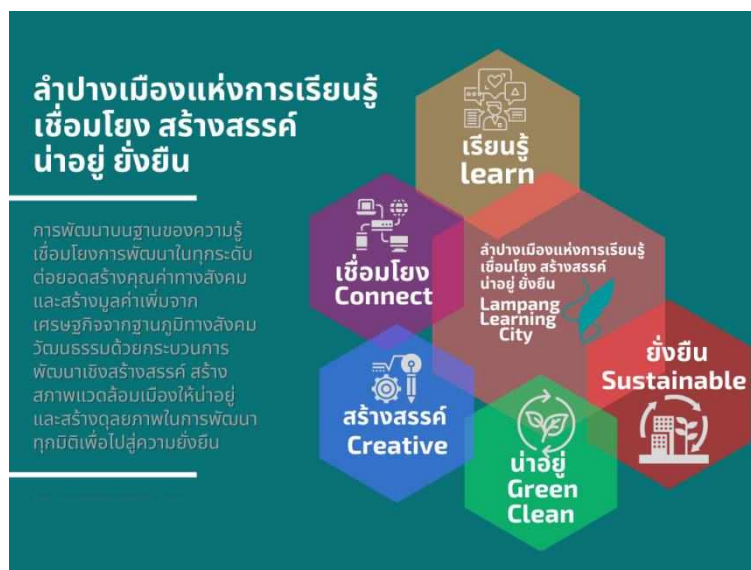 ลำปางเมืองแห่งการเรียนรู้
เชื่อมโยง สร้างสรรค์
น่าอยู่ ยั่งยืน
การพัฒนาบนฐานของความรู้
เชื่อมโยงการพัฒนาในทุกระดับ
ต่อยอดสร้างคุณค่าทางสังคม
และสร้างมูลค่าเพิ่มจาก
เศรษฐกิจจากฐานภูมิทางสังคม
วัฒนธรรมด้วยกระบวนการ
พัฒนาเชิงสร้างสรรค์ สร้าง
สภาพแวดล้อมเมืองให้น่าอยู่
และสร้างดุลยภาพในการพัฒนา
ทุกมิติเพื่อไปสู่ความยั่งยืน
เรียนรู้
learn
เชื่อมโยง
Connect
ลำปางเมืองแห่งการเรียนรู้
เชื่อมโยง สร้างสรรค์
น่าอยู่ ยั่งยืน
Lampang
Learning
City
ยั่งยืน
Sustainable
สร้างสรรค์
Creative
น่าอยู่
Green
Clean